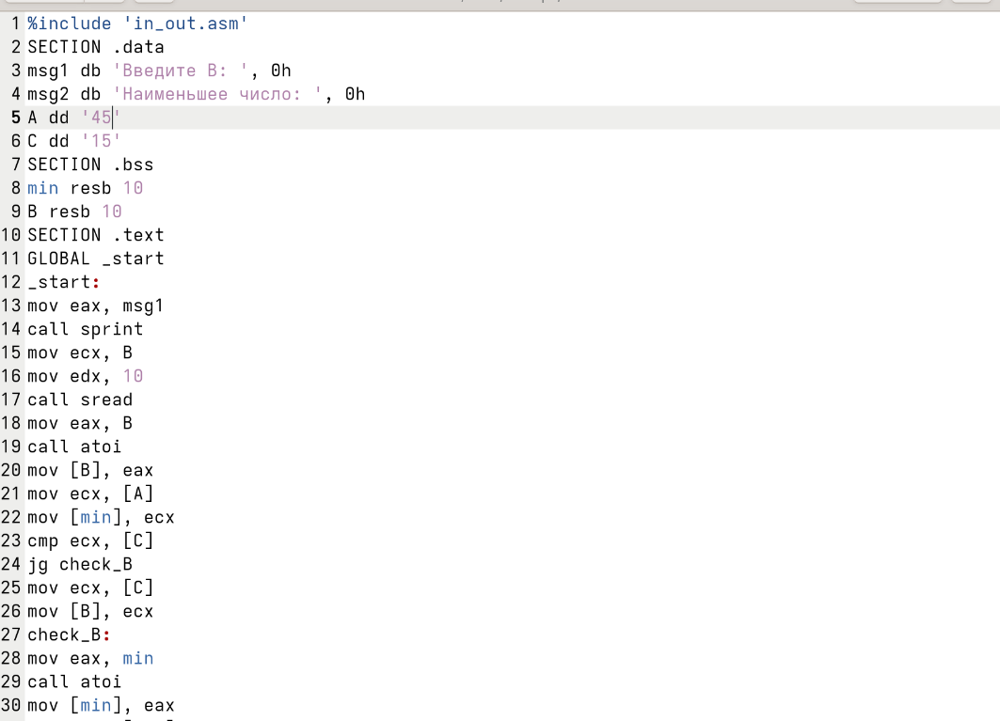 1 %include 'in_out.asm'
2 SECTION .data
3 msg1 db 'Введите B: ', 0h
4 msg2 db 'Наименьшее число: ', 0h
5 A dd '45'
6 C dd '15'
7 SECTION .bss
8 min resb 10
9 B resb 10
10 SECTION .text
11 GLOBAL _start
12 _start:
13 mov eax, msg1
14 call sprint
15 mov ecx, B
16 mov edx, 10
17 call sread
18 mov eax, B
19 call atoi
20 mov [B], eax
21 mov ecx, [A]
22 mov [min], ecx
23 cmp ecx, [C]
24 jg check_B
25 mov ecx, [C]
26 mov [B], ecx
27 check_B:
28 mov eax, min
29 call atoi
30 mov [min], eax